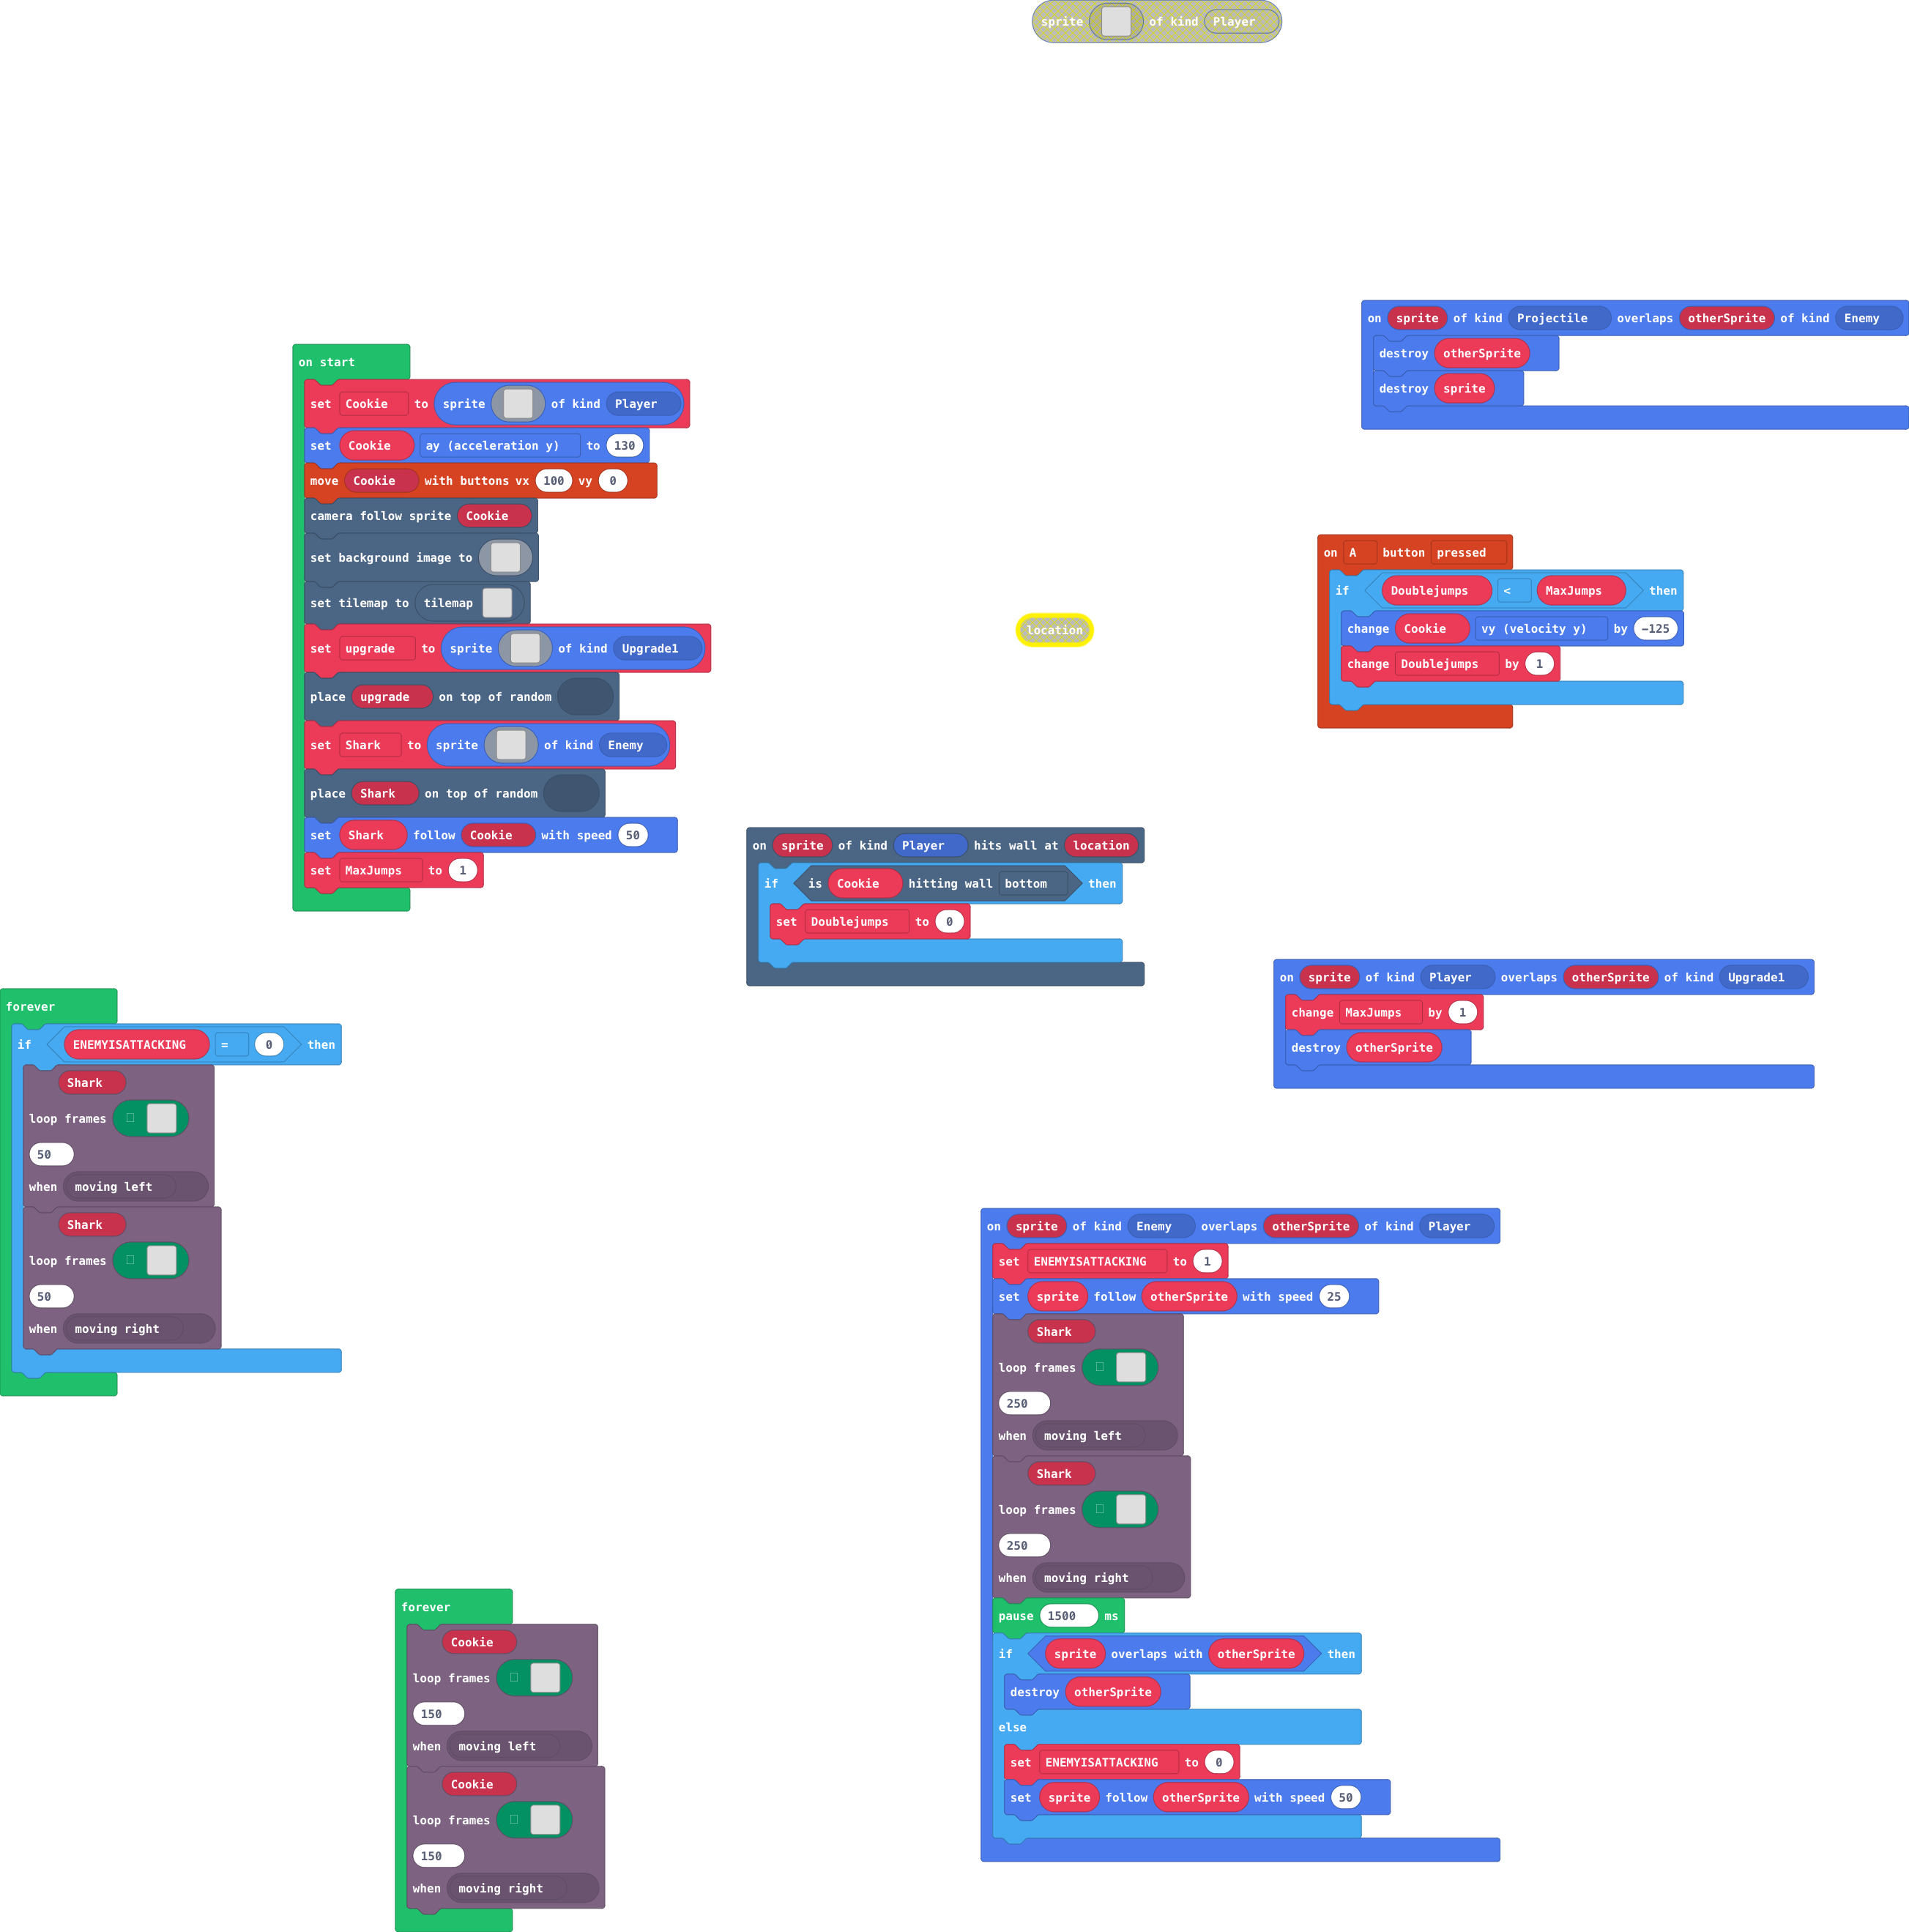 sprite of kind Player
on sprite of kind Projectile overlaps otherSprite of kind Enemy
destroy otherSprite
destroy sprite
on start
set Cookie to sprite of kind Player
set Cookie ay (acceleration y) to 130
move Cookie with buttons vx 100 vy 0
camera follow sprite Cookie
set background image to
set tilemap to tilemap
set upgrade to sprite of kind Upgrade1
place upgrade on top of random
set Shark to sprite of kind Enemy
place Shark on top of random
set Shark follow Cookie with speed 50
set MaxJumps to 1
on A button pressed
if Doublejumps < MaxJumps then
change Cookie vy (velocity y) by -125
change Doublejumps by 1
location
on sprite of kind Player hits wall at location
if is Cookie hitting wall bottom then
set Doublejumps to 0
on sprite of kind Player overlaps otherSprite of kind Upgrade1
change MaxJumps by 1
destroy otherSprite
forever
if ENEMYISATTACKING = 0 then
Shark
loop frames
50
when moving left
Shark
loop frames
50
when moving right
on sprite of kind Enemy overlaps otherSprite of kind Player
set ENEMYISATTACKING to 1
set sprite follow otherSprite with speed 25
Shark
loop frames
250
when moving left
Shark
loop frames
250
when moving right
pause 1500 ms
if sprite overlaps with otherSprite then
destroy otherSprite
else
set ENEMYISATTACKING to 0
set sprite follow otherSprite with speed 50
forever
Cookie
loop frames
150
when moving left
Cookie
loop frames
150
when moving right